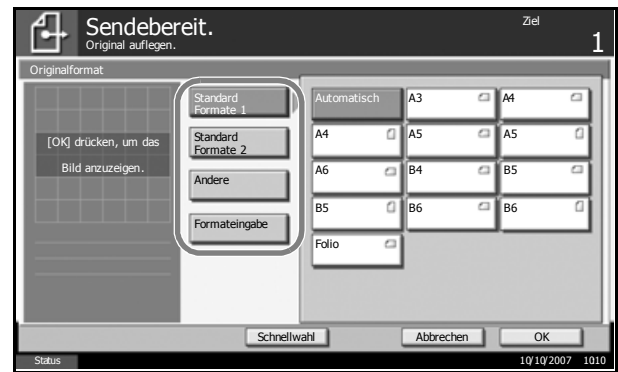 Sendebereit.
Original auflegen.
Ziel
1
Originalformat
[OK] drücken, um das
Bild anzuzeigen.
Standard
Formate 1
Standard
Formate 2
Andere
Formateingabe
Automatisch
A3
A4
A4
A5
A5
A6
B4
B5
B5
B6
B6
Folio
Schnellwahl
Abbrechen
OK
Status
10/10/2007 1010